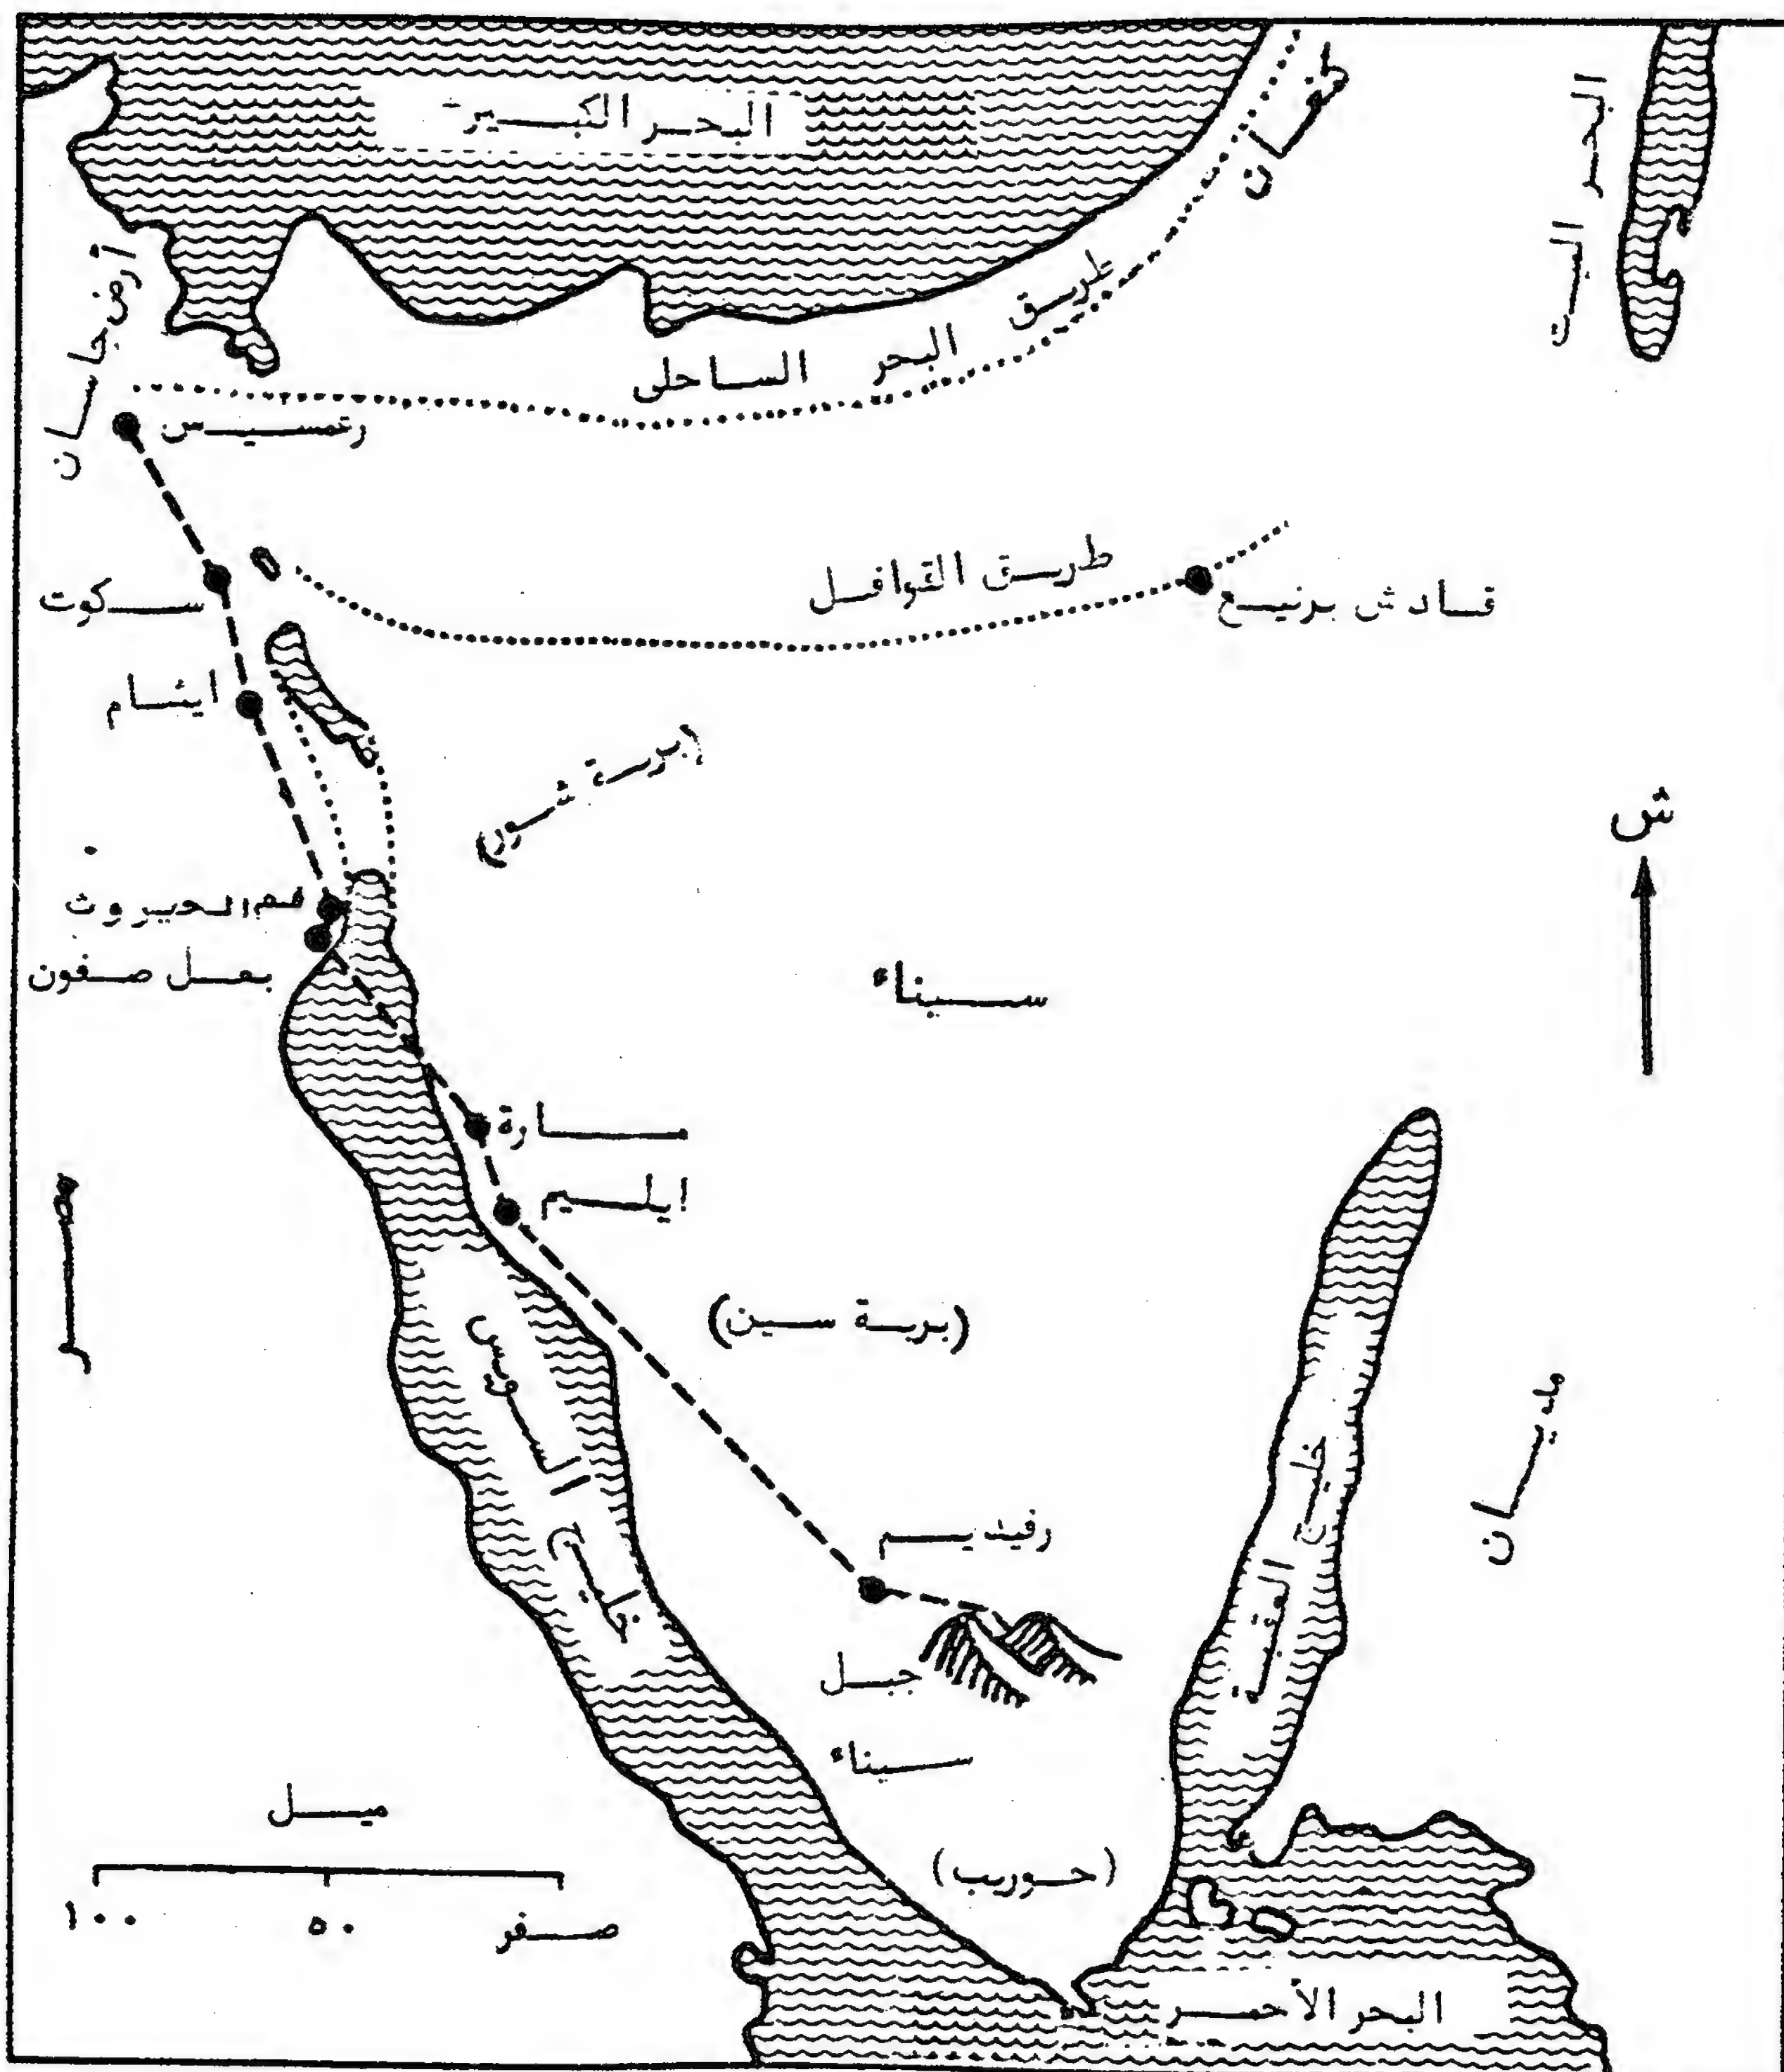 البحر الكبير
كنعان
البحر الميت
أرض جاسان
طريق البحر الساحلى
رعمسيس
طريق القوافل
قادش برنيع
سكوت
ايثام
(برية شور)
ش
فم الحيروث
بعل صفون
سيناء
مارة
ايليم
مصر
(برية سين)
خليج السويس
خليج العقبة
مديان
رفيديم
جبل
سيناء
(حوريب)
ميل
١٠٠ ٥٠ صفر
البحر الأحمر